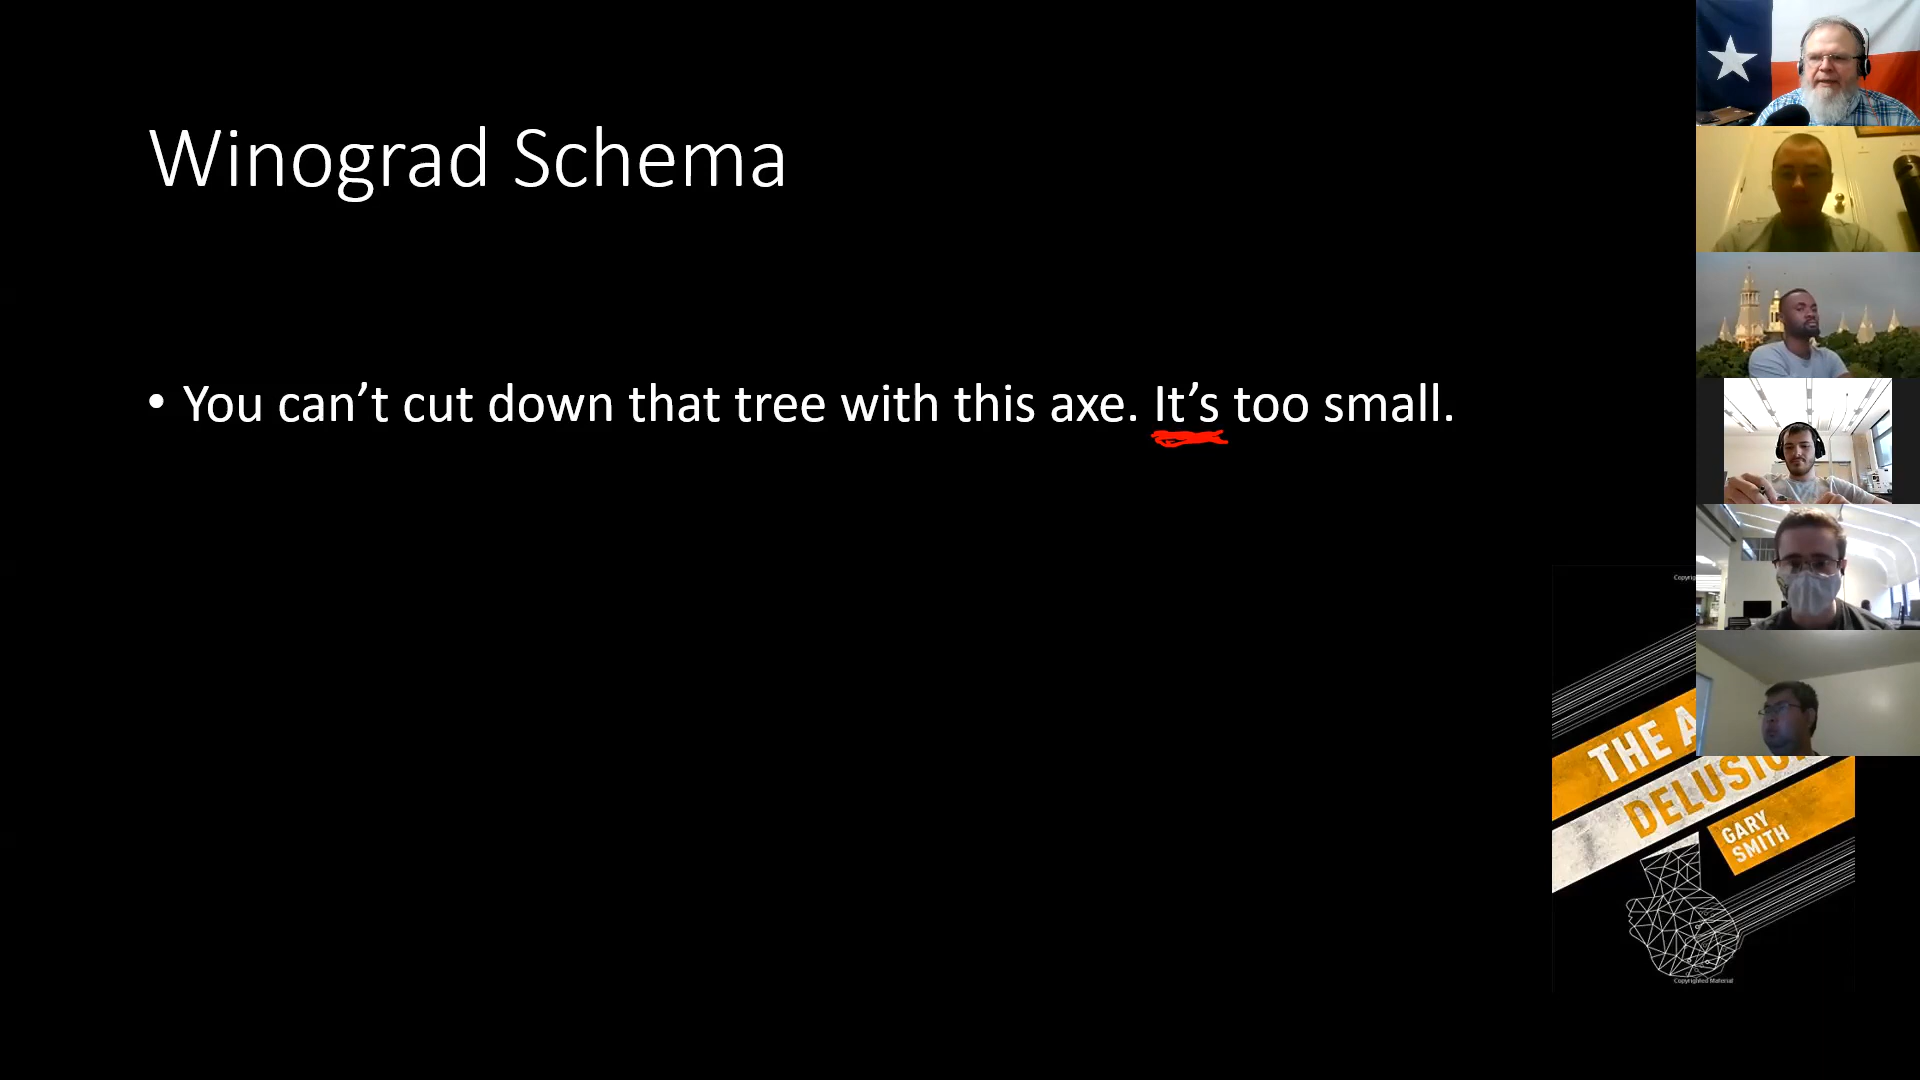 Winograd Schema
• You can’t cut down that tree with this axe. It’s too small.
THE
DELUSION
GARY
SMITH
Copyrighted Material